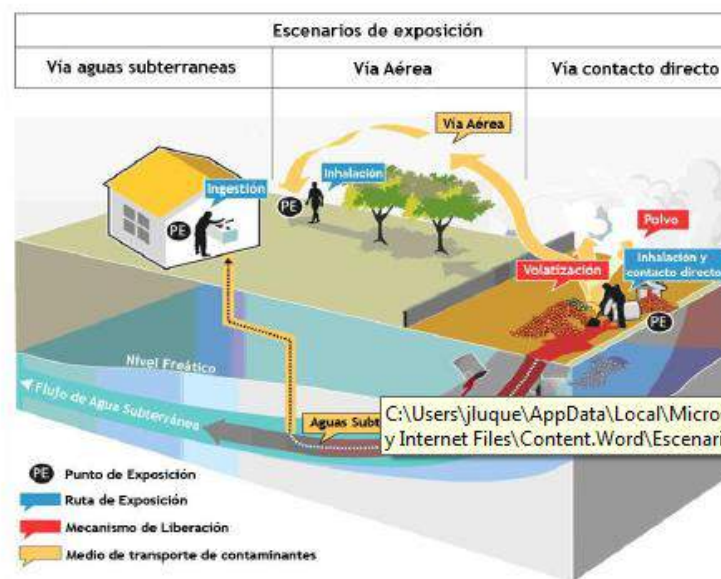 Escenarios de exposición
Vía aguas subterraneas
Vía Aérea
Vía contacto directo
Vía Aérea
Ingestión
Inhalación
PE
PE
Polvo
Volatización
Inhalación y
contacto directo
PE
Nivel Freático
Flujo de Agua Subterránea
Aguas Subt
C:\Users\jluque\AppData\Local\Micro
y Internet Files\Content.Word\Escenari
PE Punto de Exposición
Ruta de Exposición
Mecanismo de Liberación
Medio de transporte de contaminantes